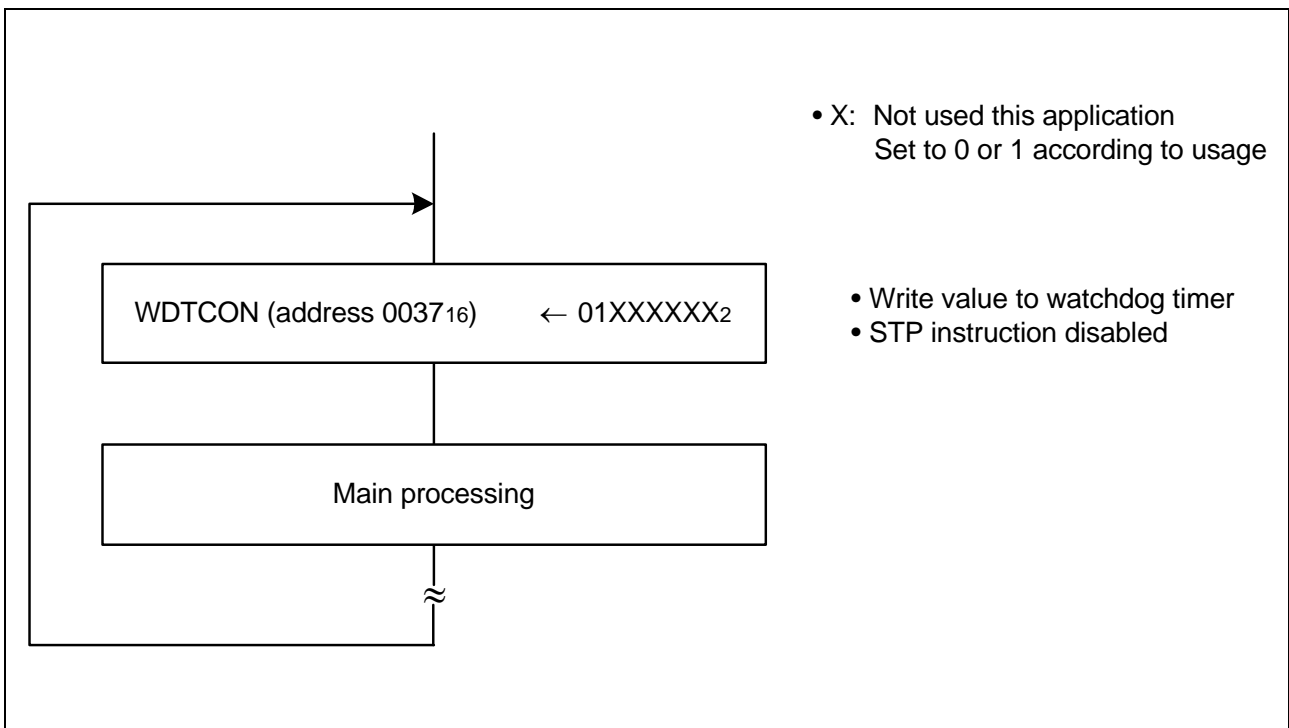 • X: Not used this application
Set to 0 or 1 according to usage
WDTCON (address 003716) ← 01XXXXXX2
• Write value to watchdog timer
• STP instruction disabled
Main processing
≈